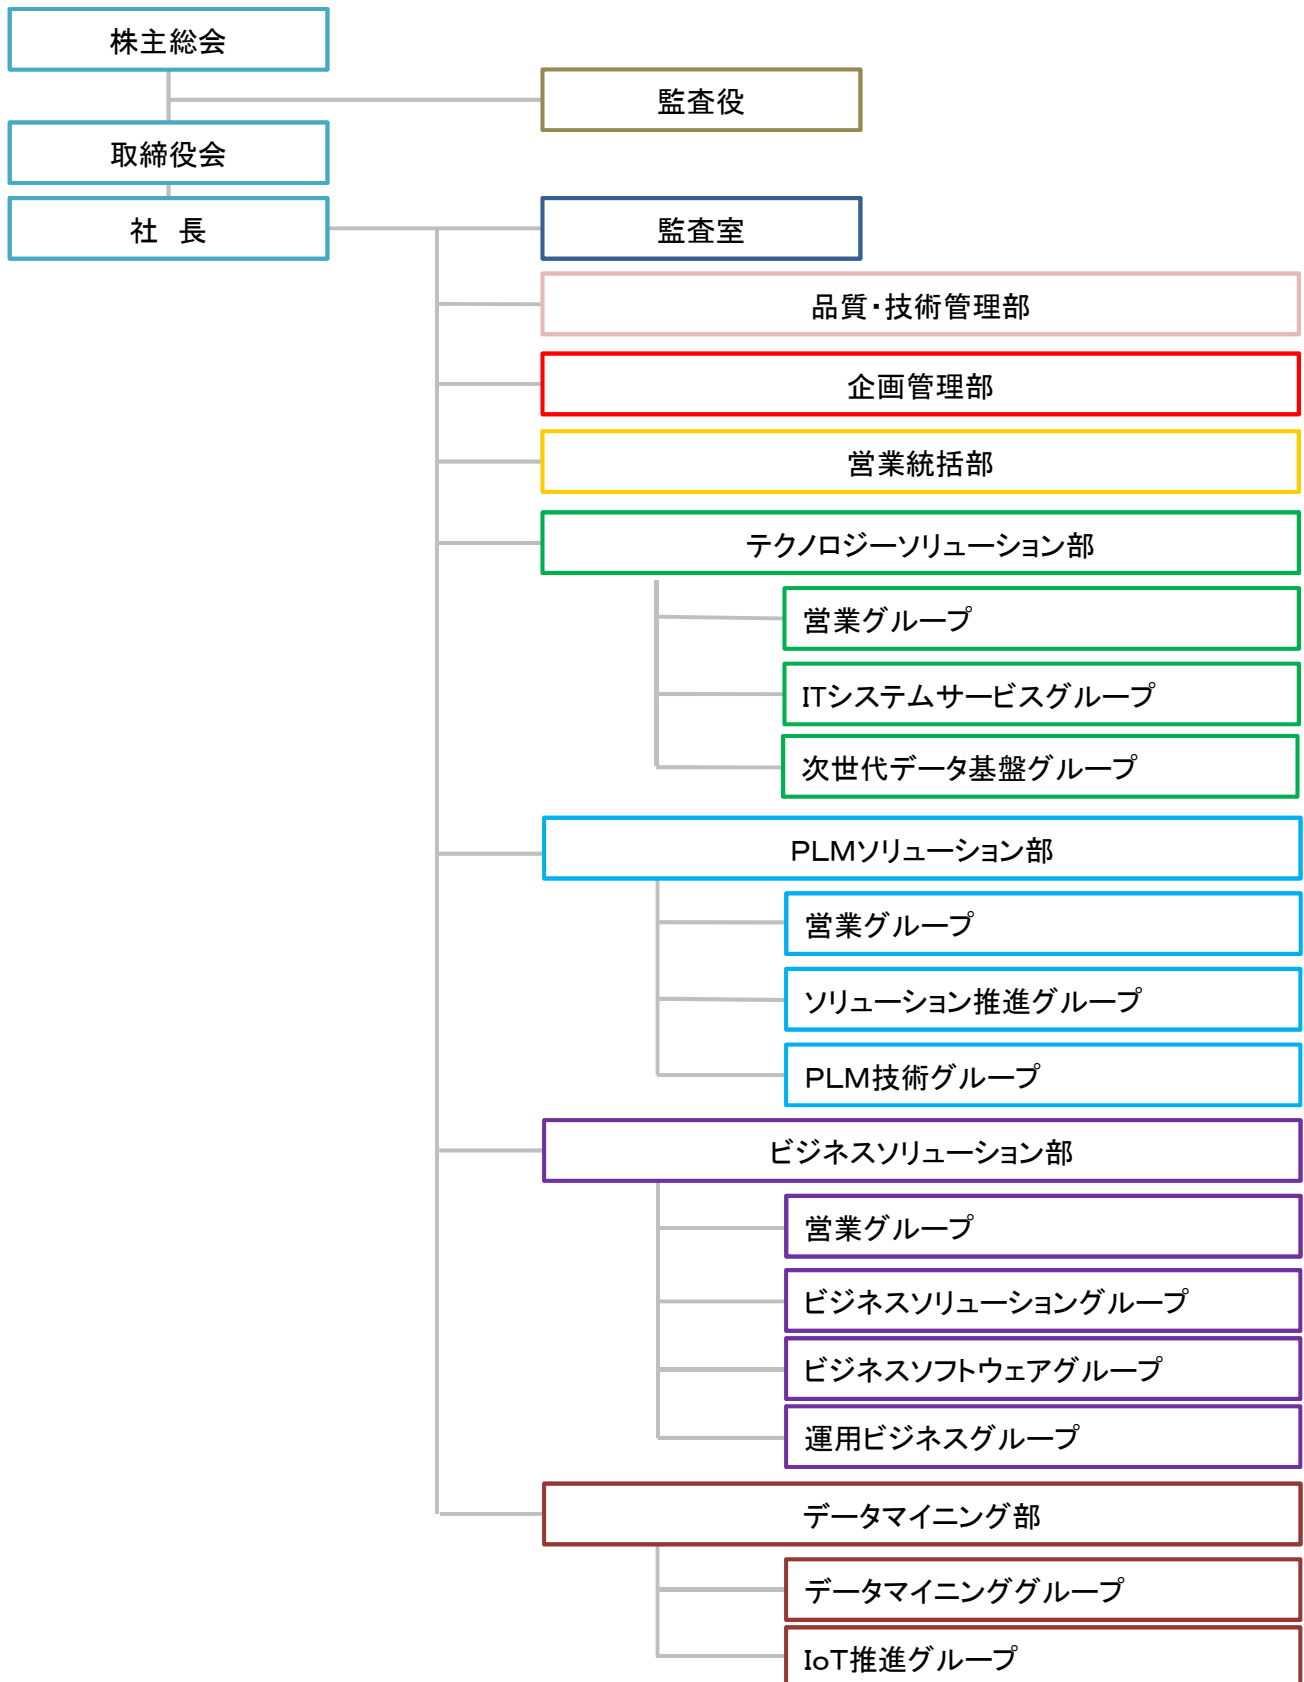 株主総会
監査役
取締役会
社　長
監査室
品質・技術管理部
企画管理部
営業統括部
テクノロジーソリューション部
営業グループ
ITシステムサービスグループ
次世代データ基盤グループ
PLMソリューション部
営業グループ
ソリューション推進グループ
PLM技術グループ
ビジネスソリューション部
営業グループ
ビジネスソリューショングループ
ビジネスソフトウェアグループ
運用ビジネスグループ
データマイニング部
データマイニンググループ
IoT推進グループ